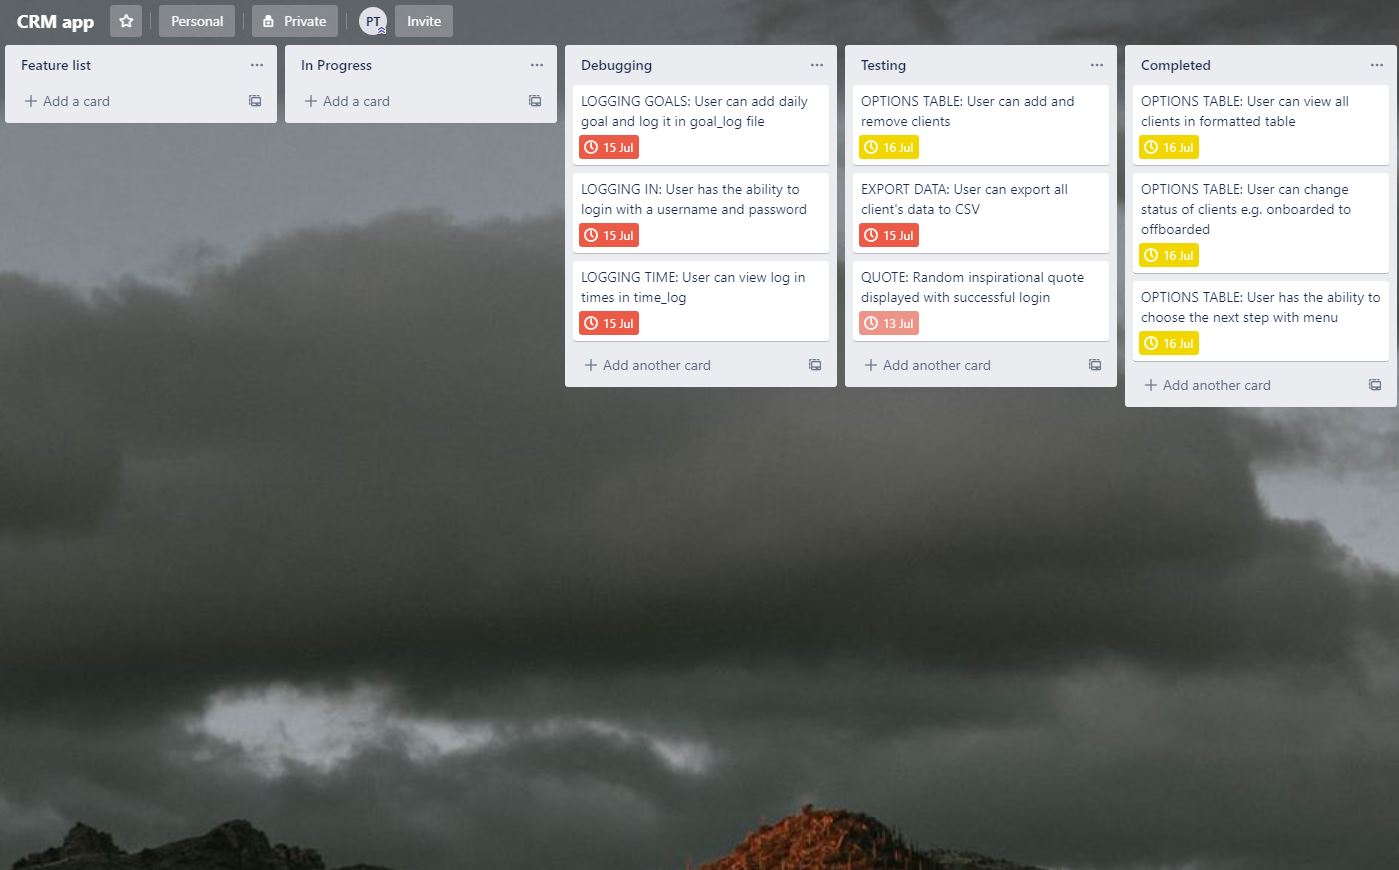 CRM app
Personal
Private
PT
Invite
Feature list
Add a card
In Progress
Add a card
Debugging
LOGGING GOALS: User can add daily
goal and log it in goal_log file
15 Jul
LOGGING IN: User has the ability to
login with a username and password
15 Jul
LOGGING TIME: User can view log in
times in time_log
15 Jul
Add another card
Testing
OPTIONS TABLE: User can add and
remove clients
16 Jul
EXPORT DATA: User can export all
client's data to CSV
15 Jul
QUOTE: Random inspirational quote
displayed with successful login
13 Jul
Add another card
Completed
OPTIONS TABLE: User can view all
clients in formatted table
16 Jul
OPTIONS TABLE: User can change
status of clients e.g. onboarded to
offboarded
16 Jul
OPTIONS TABLE: User has the ability to
choose the next step with menu
16 Jul
Add another card